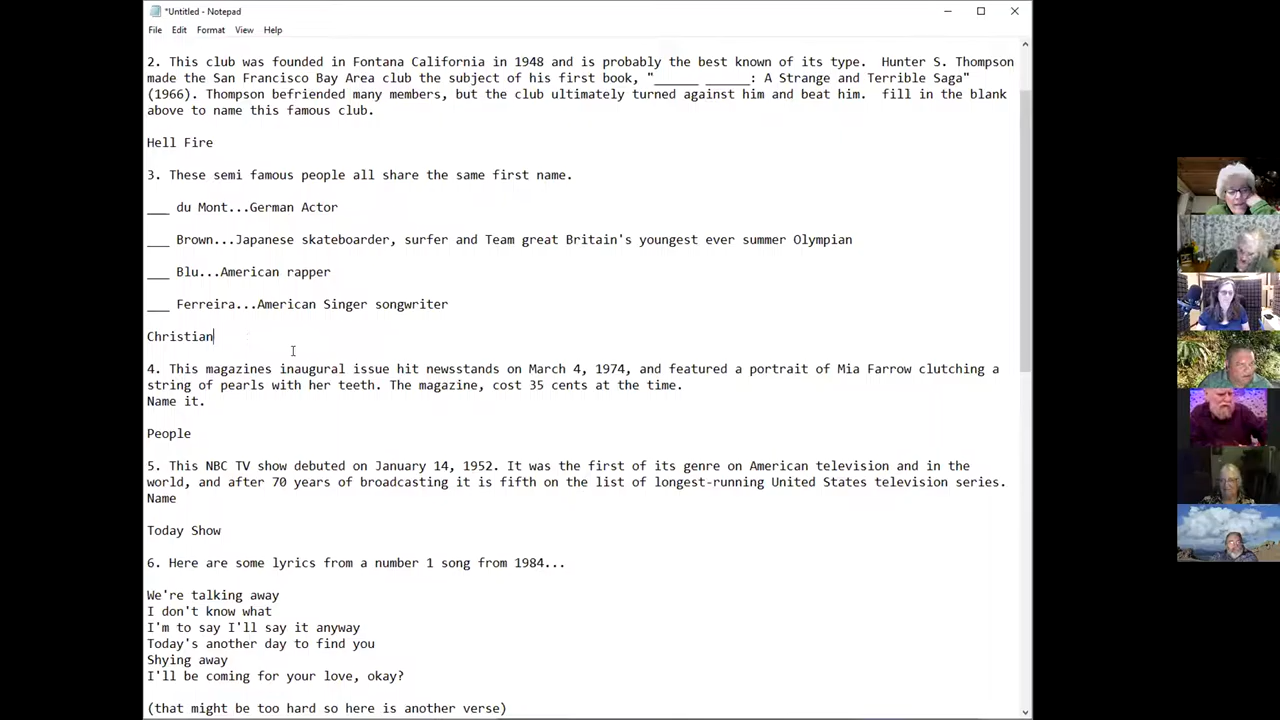 *Untitled - Notepad
File Edit Format View Help
2. This club was founded in Fontana California in 1948 and is probably the best known of its type.  Hunter S. Thompson
made the San Francisco Bay Area club the subject of his first book, "______ ______: A Strange and Terrible Saga"
(1966). Thompson befriended many members, but the club ultimately turned against him and beat him.  fill in the blank
above to name this famous club.
Hell Fire
3. These semi famous people all share the same first name.
___ du Mont...German Actor
___ Brown...Japanese skateboarder, surfer and Team great Britain's youngest ever summer Olympian
___ Blu...American rapper
___ Ferreira...American Singer songwriter
Christian
4. This magazines inaugural issue hit newsstands on March 4, 1974, and featured a portrait of Mia Farrow clutching a
string of pearls with her teeth. The magazine, cost 35 cents at the time.
Name it.
People
5. This NBC TV show debuted on January 14, 1952. It was the first of its genre on American television and in the
world, and after 70 years of broadcasting it is fifth on the list of longest-running United States television series.
Name
Today Show
6. Here are some lyrics from a number 1 song from 1984...
We're talking away
I don't know what
I'm to say I'll say it anyway
Today's another day to find you
Shying away
I'll be coming for your love, okay?
(that might be too hard so here is another verse)